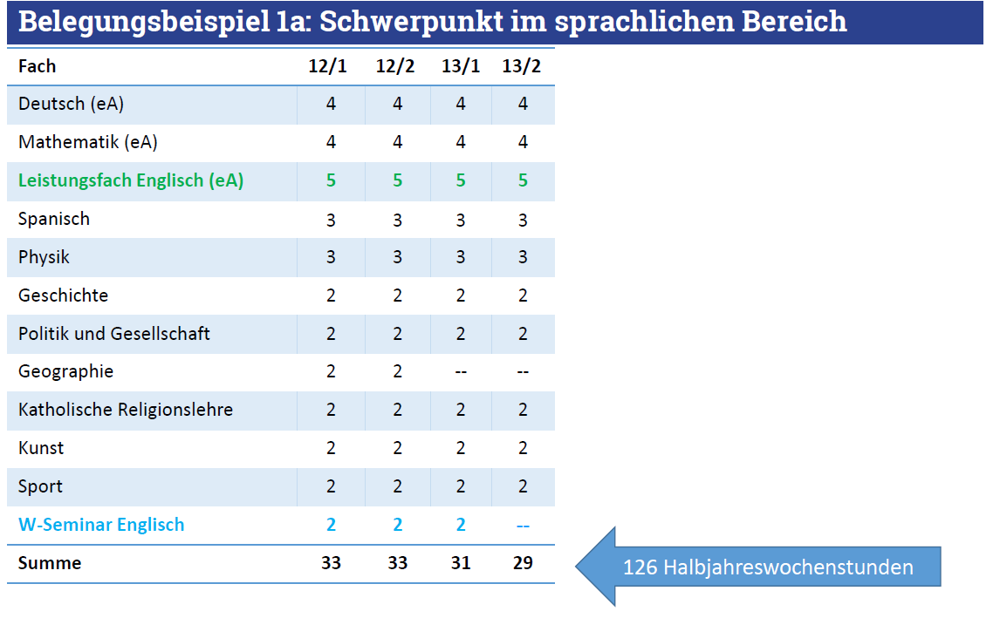 Belegungsbeispiel 1a: Schwerpunkt im sprachlichen Bereich
Fach 12/1 12/2 13/1 13/2
Deutsch (eA) 4 4 4 4
Mathematik (eA) 4 4 4 4
Leistungsfach Englisch (eA) 5 5 5 5
Spanisch 3 3 3 3
Physik 3 3 3 3
Geschichte 2 2 2 2
Politik und Gesellschaft 2 2 2 2
Geographie 2 2 -- --
Katholische Religionslehre 2 2 2 2
Kunst 2 2 2 2
Sport 2 2 2 2
W-Seminar Englisch 2 2 2 --
Summe 33 33 31 29
126 Halbjahreswochenstunden